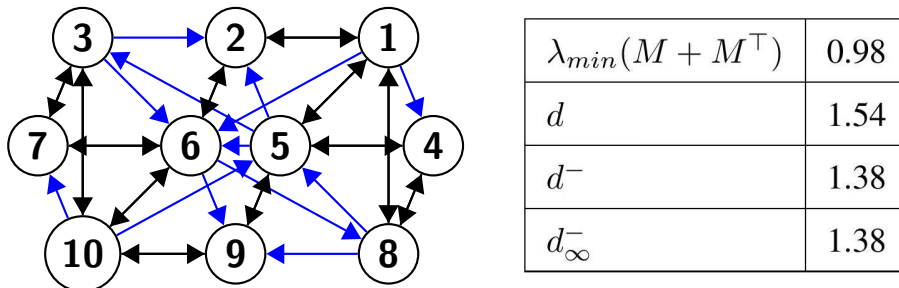 3 2 1
7 6 5 4
10 9 8
λ_min(M + M^⊤) 0.98
d 1.54
d^− 1.38
d^−_∞ 1.38